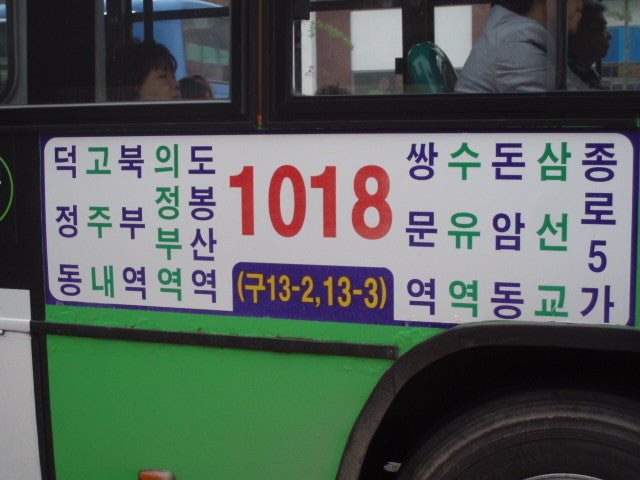 덕정동
고주내
북부역
의정부역
도봉산역
1018
(구13-2,13-3)
쌍문역
수유역
돈암동
삼선교
종로5가